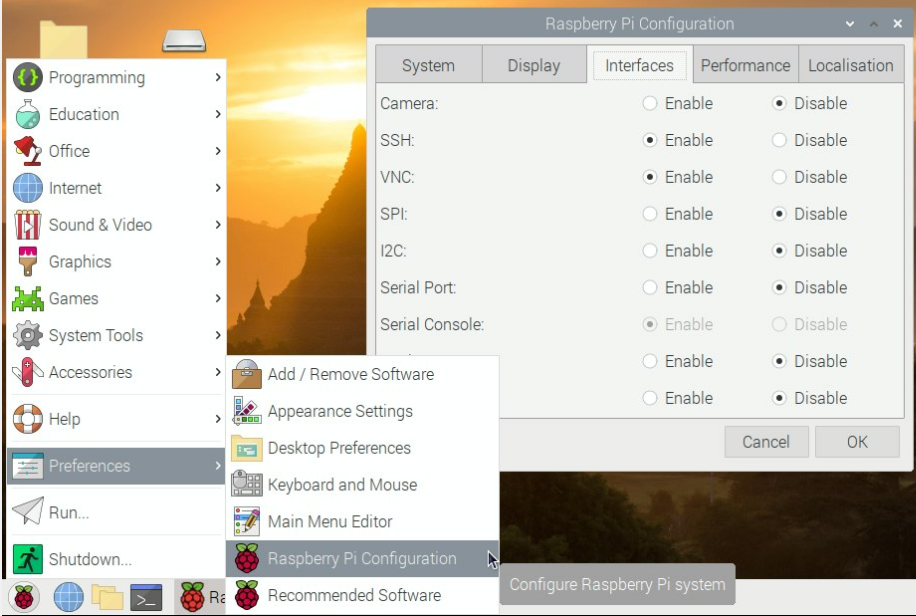 Raspberry Pi Configuration
System Display Interfaces Performance Localisation
Camera: Enable Disable
SSH: Enable Disable
VNC: Enable Disable
SPI: Enable Disable
I2C: Enable Disable
Serial Port: Enable Disable
Serial Console: Enable Disable
Enable Disable
Enable Disable
Cancel OK
Programming
Education
Office
Internet
Sound & Video
Graphics
Games
System Tools
Accessories
Help
Preferences
Run...
Shutdown...
Add / Remove Software
Appearance Settings
Desktop Preferences
Keyboard and Mouse
Main Menu Editor
Raspberry Pi Configuration
Recommended Software
Configure Raspberry Pi system